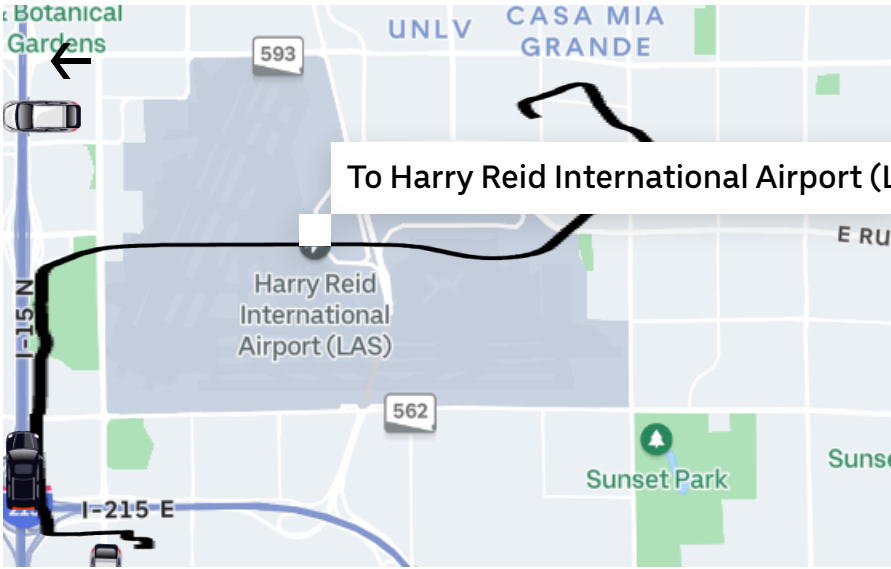 Botanical
Gardens
593
UNLV
CASA MIA
GRANDE
To Harry Reid International Airport (L
E RU
I-15 N
Harry Reid
International
Airport (LAS)
562
Sunset Park
Sunse
I-215 E